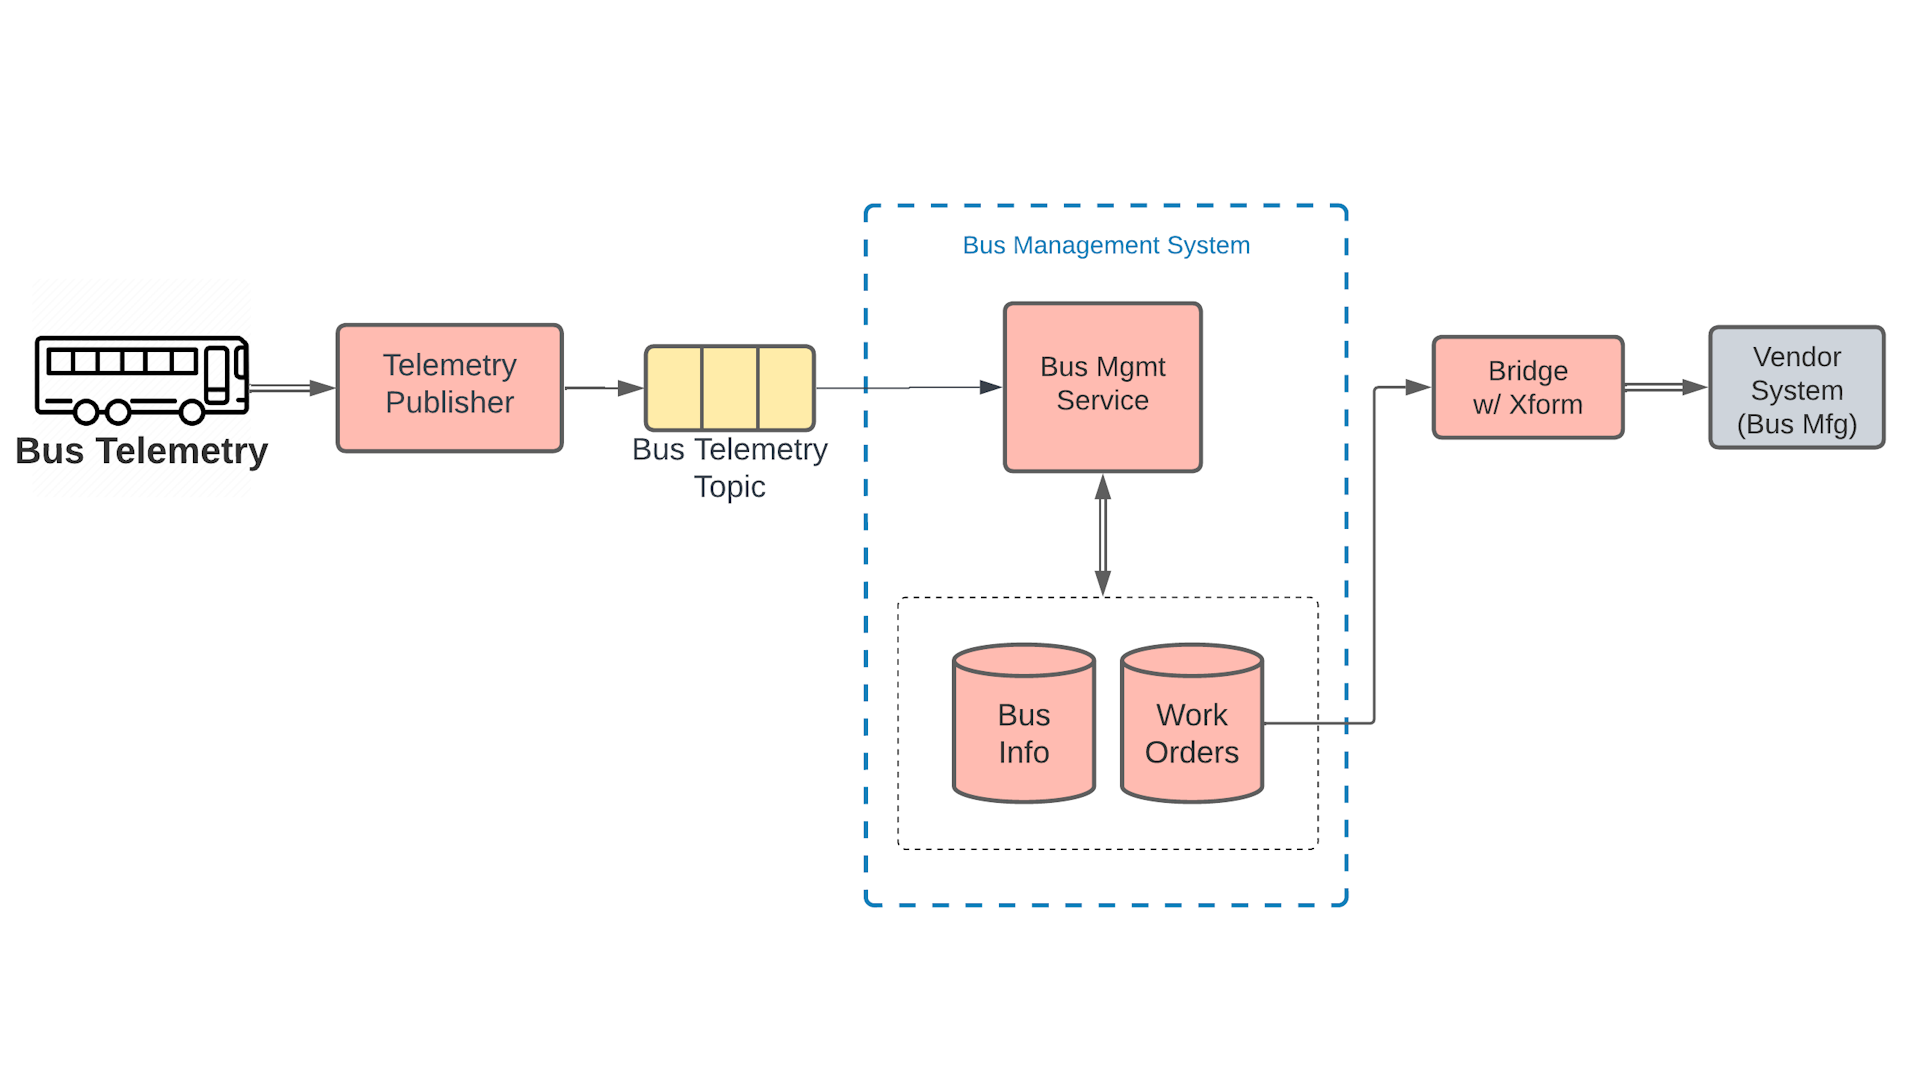 Bus Telemetry
Telemetry
Publisher
Bus Telemetry
Topic
Bus Management System
Bus Mgmt
Service
Bus
Info
Work
Orders
Bridge
w/ Xform
Vendor
System
(Bus Mfg)